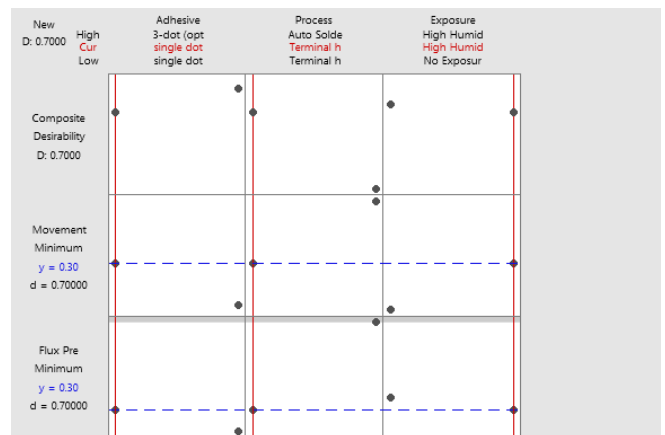 New
D: 0.7000
High
Cur
Low
Adhesive
3-dot (opt
single dot
single dot
Process
Auto Solde
Terminal h
Terminal h
Exposure
High Humid
High Humid
No Exposur
Composite
Desirability
D: 0.7000
Movement
Minimum
y = 0.30
d = 0.70000
Flux Pre
Minimum
y = 0.30
d = 0.70000